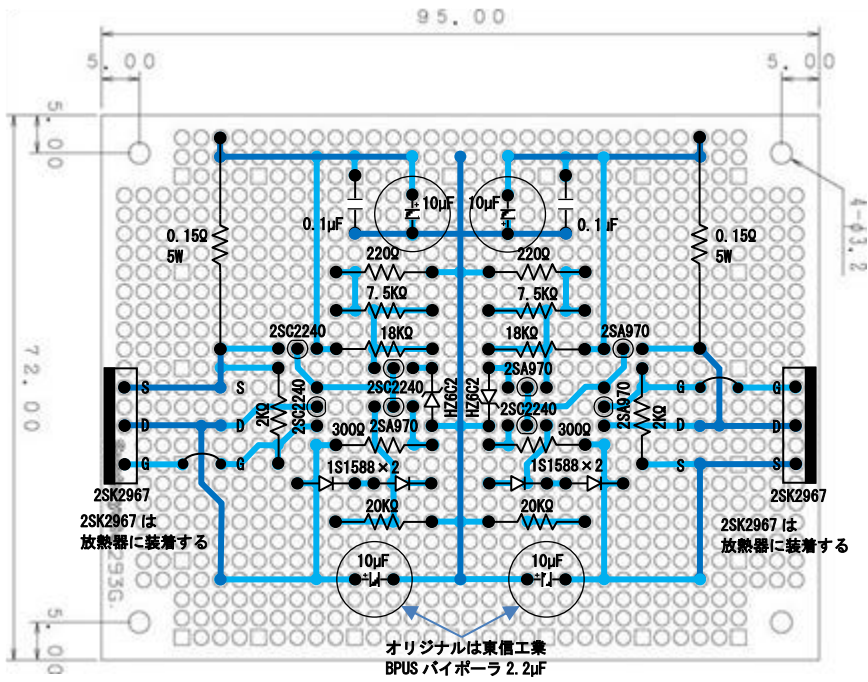 95.00
5.00
5.00
5.00
4-φ3.2
10μF
10μF
0.1μF
0.1μF
0.15Ω
5W
0.15Ω
5W
220Ω
220Ω
7.5KΩ
7.5KΩ
2SC2240
18KΩ
18KΩ
2SA970
72.00
S
S
2SC2240
HZ6C2
HZ6C2
2SA970
G
G
D
D
2KΩ
2SC2240
2SA970
2SC2240
2SA970
2KΩ
D
D
G
G
300Ω
300Ω
S
S
1S1588×2
1S1588×2
2SK2967
2SK2967
20KΩ
20KΩ
2SK2967 は
放熱器に装着する
2SK2967 は
放熱器に装着する
93G.
10μF
10μF
5.00
オリジナルは東信工業
BPUS バイポーラ 2.2μF